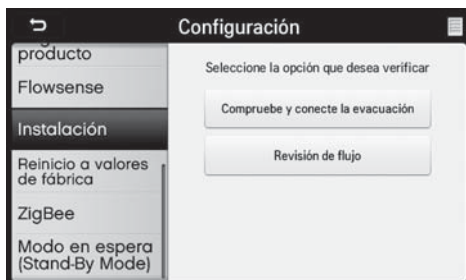 Configuración
producto
Flowsense
Instalación
Reinicio a valores
de fábrica
ZigBee
Modo en espera
(Stand-By Mode)
Seleccione la opción que desea verificar
Compruebe y conecte la evacuación
Revisión de flujo